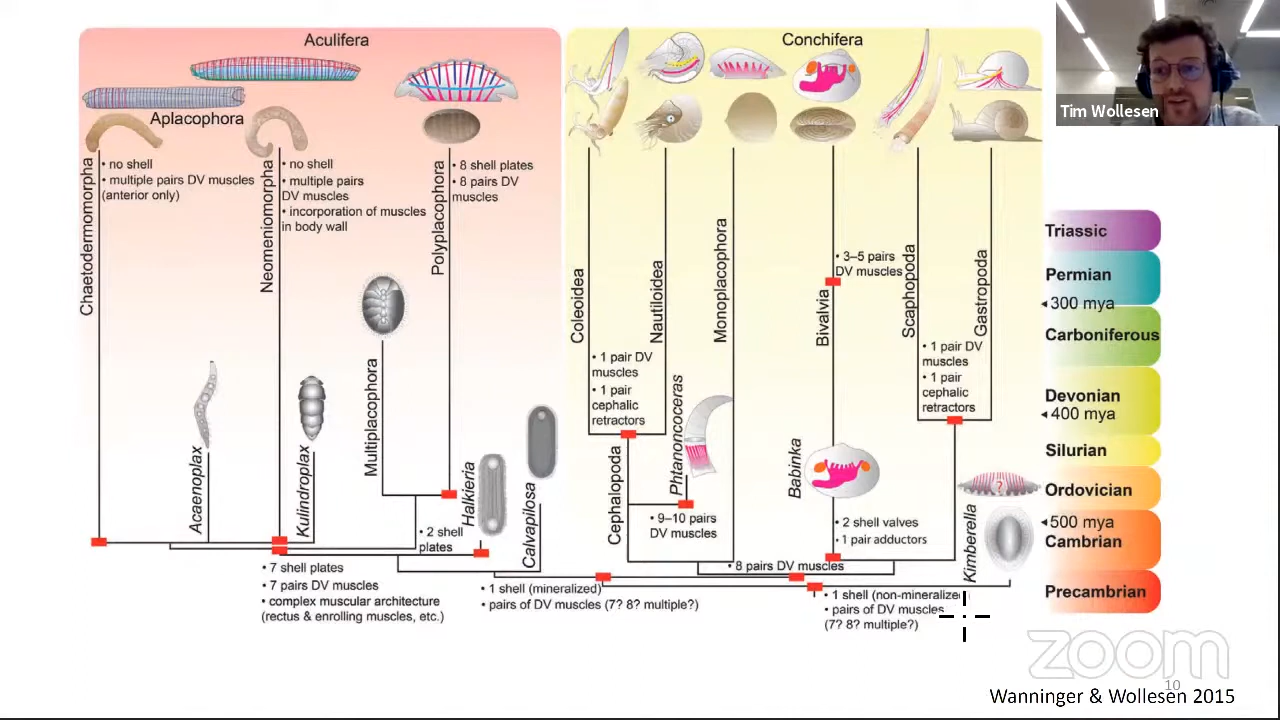 Aculifera
Conchifera
Aplacophora
Tim Wollesen
Chaetodermomorpha
• no shell
• multiple pairs DV muscles
(anterior only)
Neomeniomorpha
• no shell
• multiple pairs
DV muscles
• incorporation of muscles
in body wall
Polyplacophora
• 8 shell plates
• 8 pairs DV
muscles
Multiplacophora
Acaenoplax
Kulindroplax
Halkieria
Calvapilosa
• 2 shell
plates
• 7 shell plates
• 7 pairs DV muscles
• complex muscular architecture
(rectus & enrolling muscles, etc.)
Coleoidea
Nautiloidea
Monoplacophora
Bivalvia
Scaphopoda
Gastropoda
• 3–5 pairs
DV muscles
• 1 pair DV
muscles
• 1 pair
cephalic
retractors
• 1 pair DV
muscles
• 1 pair
cephalic
retractors
Cephalopoda
Phtanoncoceras
Babinka
Kimberella
?
• 9–10 pairs
DV muscles
• 2 shell valves
• 1 pair adductors
• 8 pairs DV muscles
• 1 shell (mineralized)
• pairs of DV muscles (7? 8? multiple?)
• 1 shell (non-mineralized)
• pairs of DV muscles
(7? 8? multiple?)
Triassic
Permian
300 mya
Carboniferous
Devonian
400 mya
Silurian
Ordovician
500 mya
Cambrian
Precambrian
zoom
10
Wanninger & Wollesen 2015